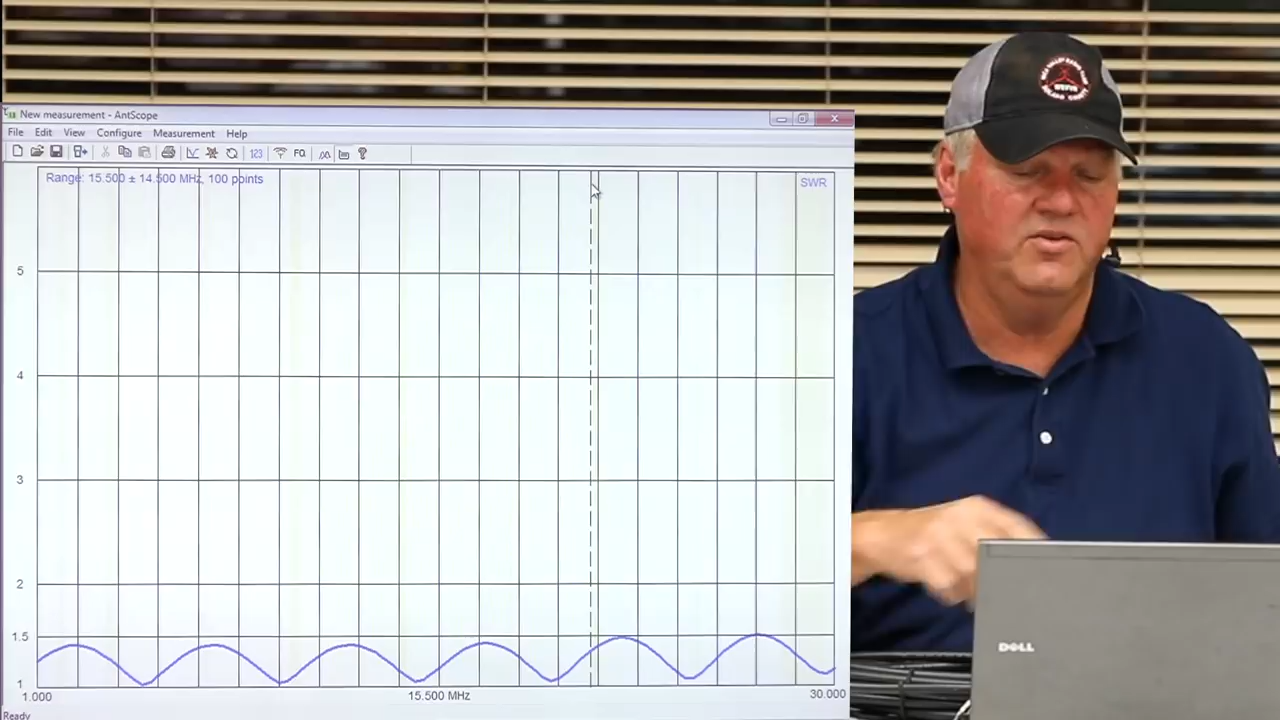 New measurement - AntScope
File Edit View Configure Measurement Help
123 FQ
Range: 15.500 ± 14.500 MHz, 100 points
SWR
5
4
3
2
1.5
1
1.000 15.500 MHz 30.000
Ready
DELL